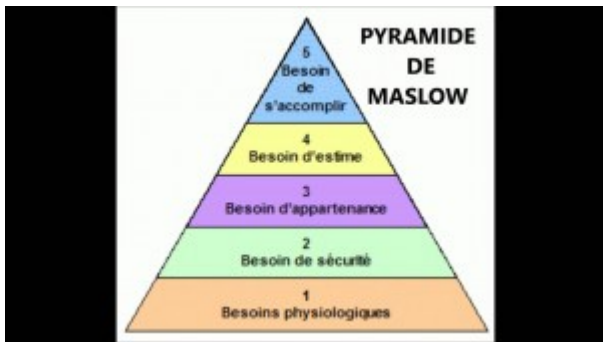 PYRAMIDE
DE
MASLOW
5
Besoin
de
s'accomplir
4
Besoin d'estime
3
Besoin d'appartenance
2
Besoin de sécurité
1
Besoins physiologiques